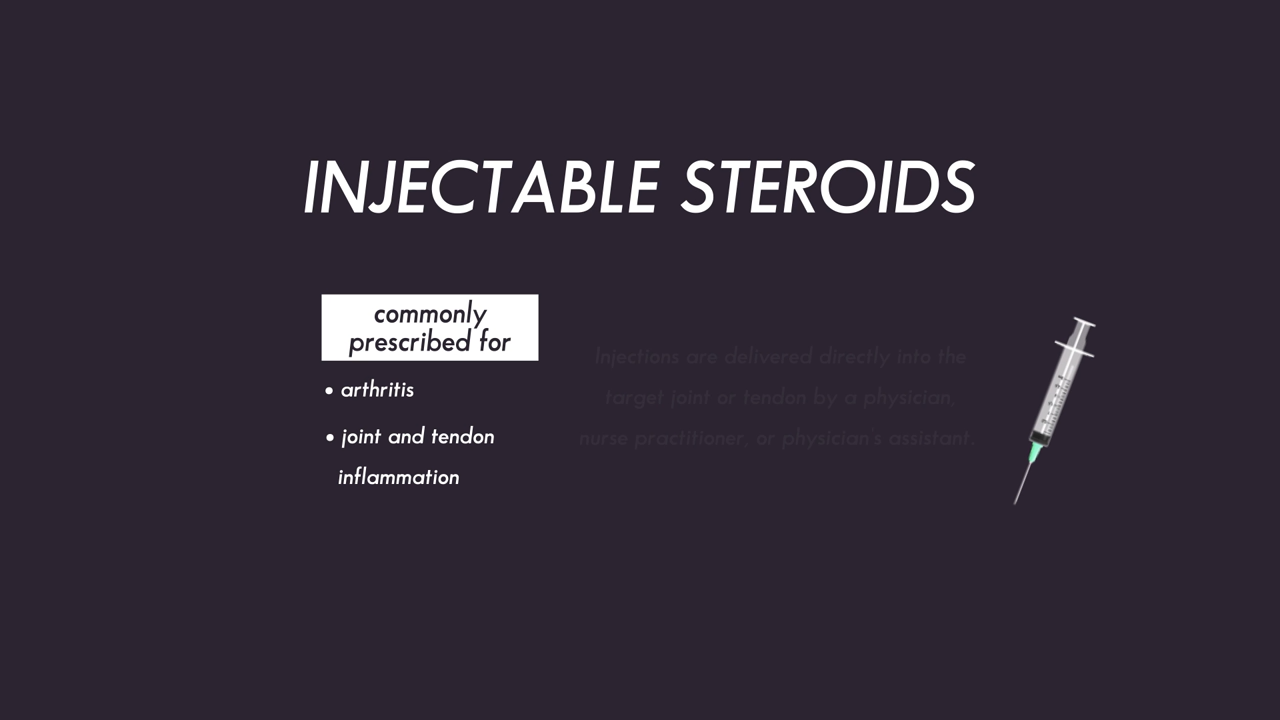 INJECTABLE STEROIDS
commonly
prescribed for
• arthritis
• joint and tendon
inflammation
Injections are delivered directly into the
target joint or tendon by a physician,
nurse practitioner, or physician's assistant.